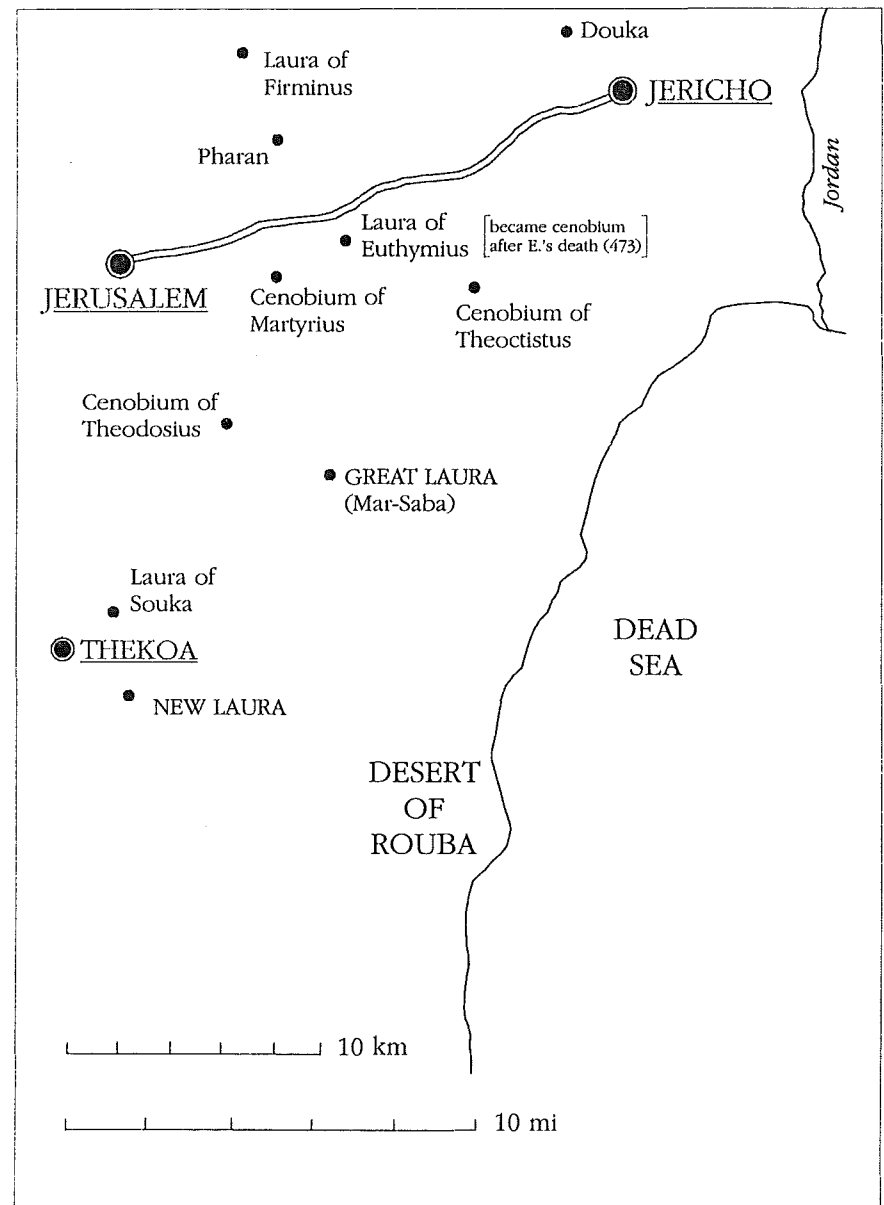 Douka
Laura of
Firminus
JERICHO
Pharan
Jordan
Laura of
Euthymius
[became cenobium
after E.'s death (473)]
JERUSALEM
Cenobium of
Martyrius
Cenobium of
Theoctistus
Cenobium of
Theodosius
GREAT LAURA
(Mar-Saba)
Laura of
Souka
THEKOA
DEAD
SEA
NEW LAURA
DESERT
OF
ROUBA
10 km
10 mi